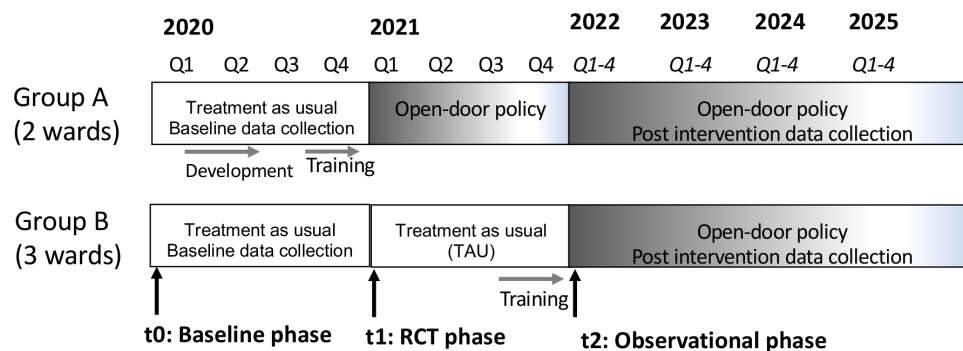 2020 2021 2022 2023 2024 2025
Q1 Q2 Q3 Q4 Q1 Q2 Q3 Q4 Q1-4 Q1-4 Q1-4 Q1-4
Group A
(2 wards)
Treatment as usual
Baseline data collection
Open-door policy
Open-door policy
Post intervention data collection
Development
Training
Group B
(3 wards)
Treatment as usual
Baseline data collection
Treatment as usual
(TAU)
Open-door policy
Post intervention data collection
Training
t0: Baseline phase
t1: RCT phase
t2: Observational phase